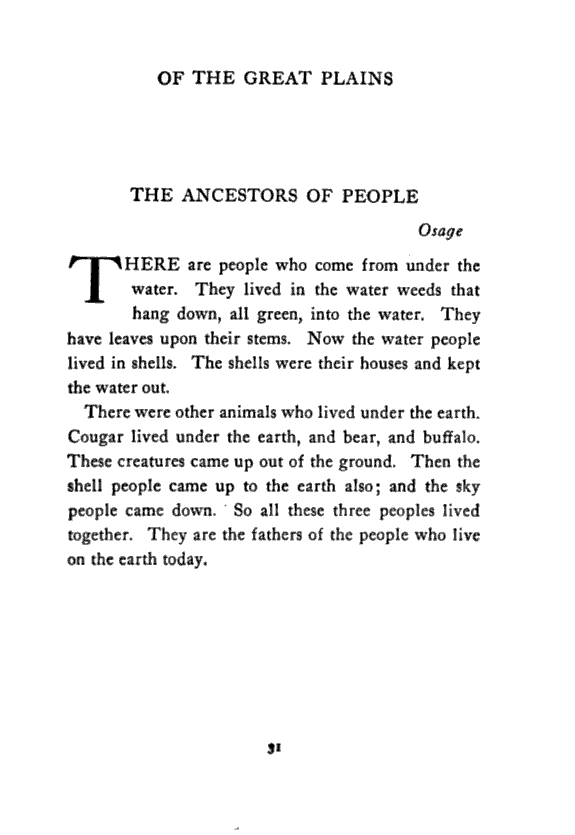 OF THE GREAT PLAINS
THE ANCESTORS OF PEOPLE
Osage
THERE are people who come from under the
water. They lived in the water weeds that
hang down, all green, into the water. They
have leaves upon their stems. Now the water people
lived in shells. The shells were their houses and kept
the water out.
There were other animals who lived under the earth.
Cougar lived under the earth, and bear, and buffalo.
These creatures came up out of the ground. Then the
shell people came up to the earth also; and the sky
people came down. So all these three peoples lived
together. They are the fathers of the people who live
on the earth today.
31